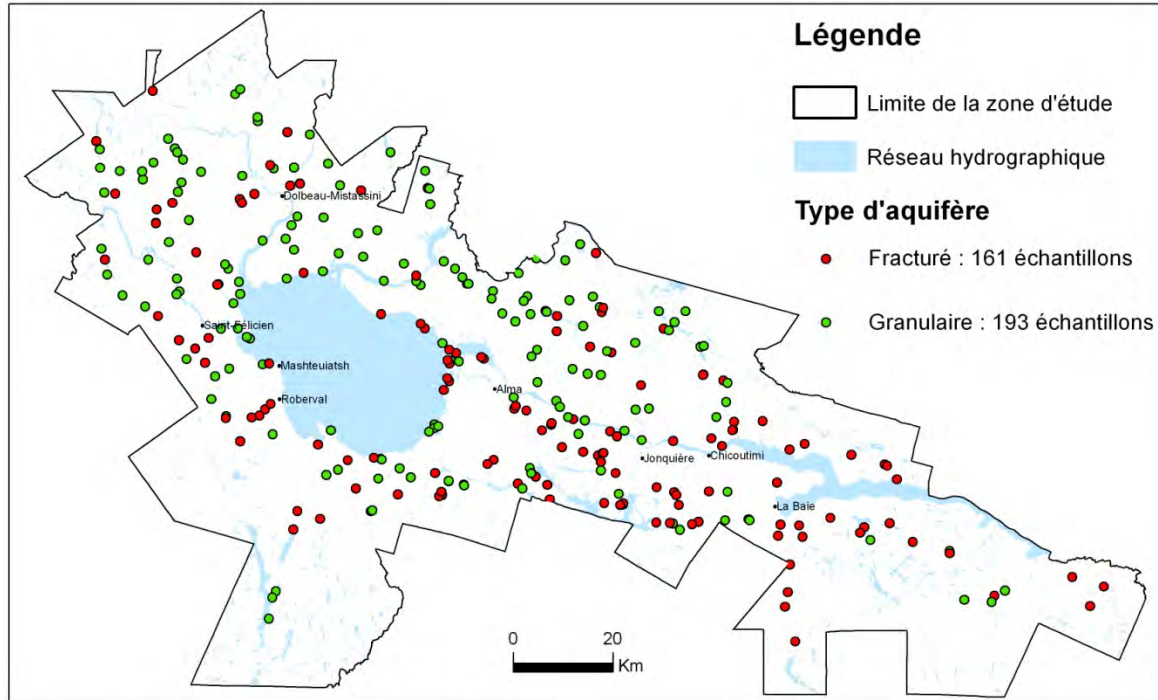 Légende
Limite de la zone d'étude
Réseau hydrographique
Type d'aquifère
Fracturé : 161 échantillons
Granulaire : 193 échantillons
Dolbeau-Mistassini
Saint-Félicien
Mashteuiatsh
Roberval
Alma
Jonquière
Chicoutimi
La Baie
0 20
Km